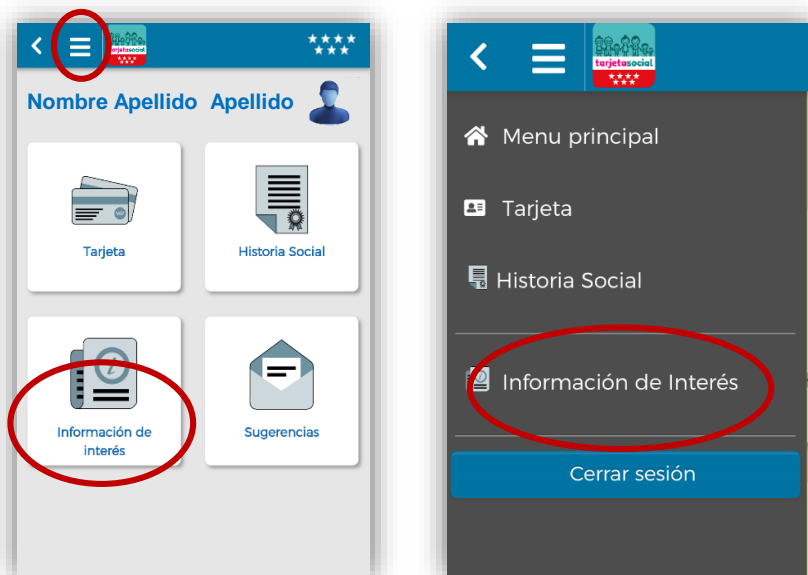 Nombre Apellido Apellido
Tarjeta
Historia Social
Información de
interés
Sugerencias
tarjetasocial
Menu principal
Tarjeta
Historia Social
Información de Interés
Cerrar sesión